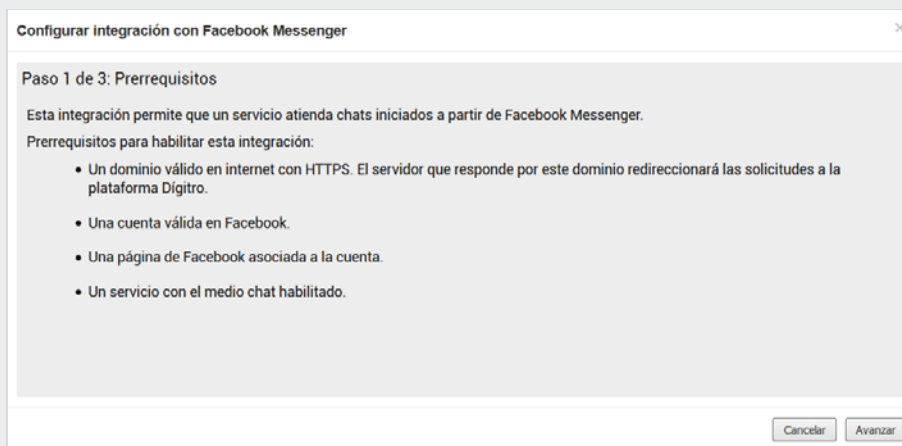 Configurar integración con Facebook Messenger
Paso 1 de 3: Prerrequisitos
Esta integración permite que un servicio atienda chats iniciados a partir de Facebook Messenger.
Prerrequisitos para habilitar esta integración:
• Un dominio válido en internet con HTTPS. El servidor que responde por este dominio redireccionará las solicitudes a la
plataforma Dígitro.
• Una cuenta válida en Facebook.
• Una página de Facebook asociada a la cuenta.
• Un servicio con el medio chat habilitado.
Cancelar Avanzar